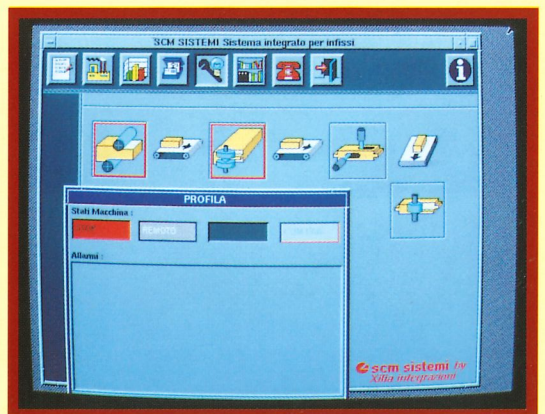 SCM SISTEMI Sistema integrato per infissi
PROFILA
Stati Macchina :
REMOTO
Allarmi :
scm sistemi by
Xilia integrazioni